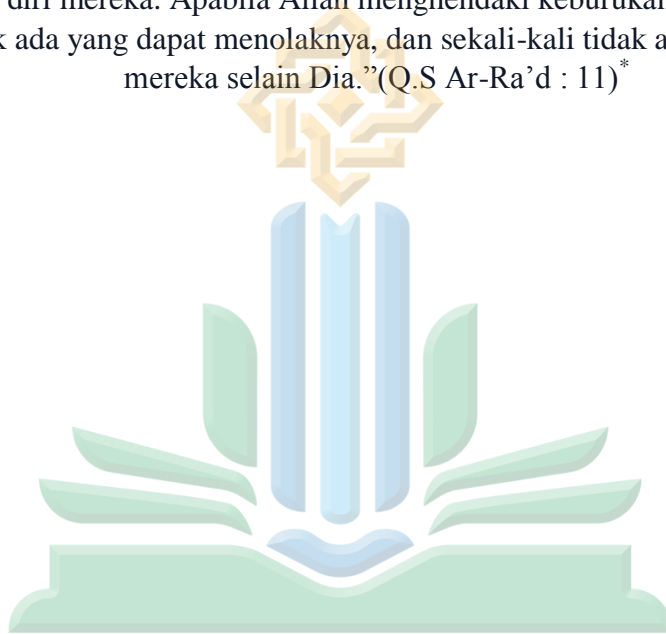 diri mereka. Apabila Allah menghendaki keburukan
ada yang dapat menolaknya, dan sekali-kali tidak
mereka selain Dia.”(Q.S Ar-Ra’d : 11)*